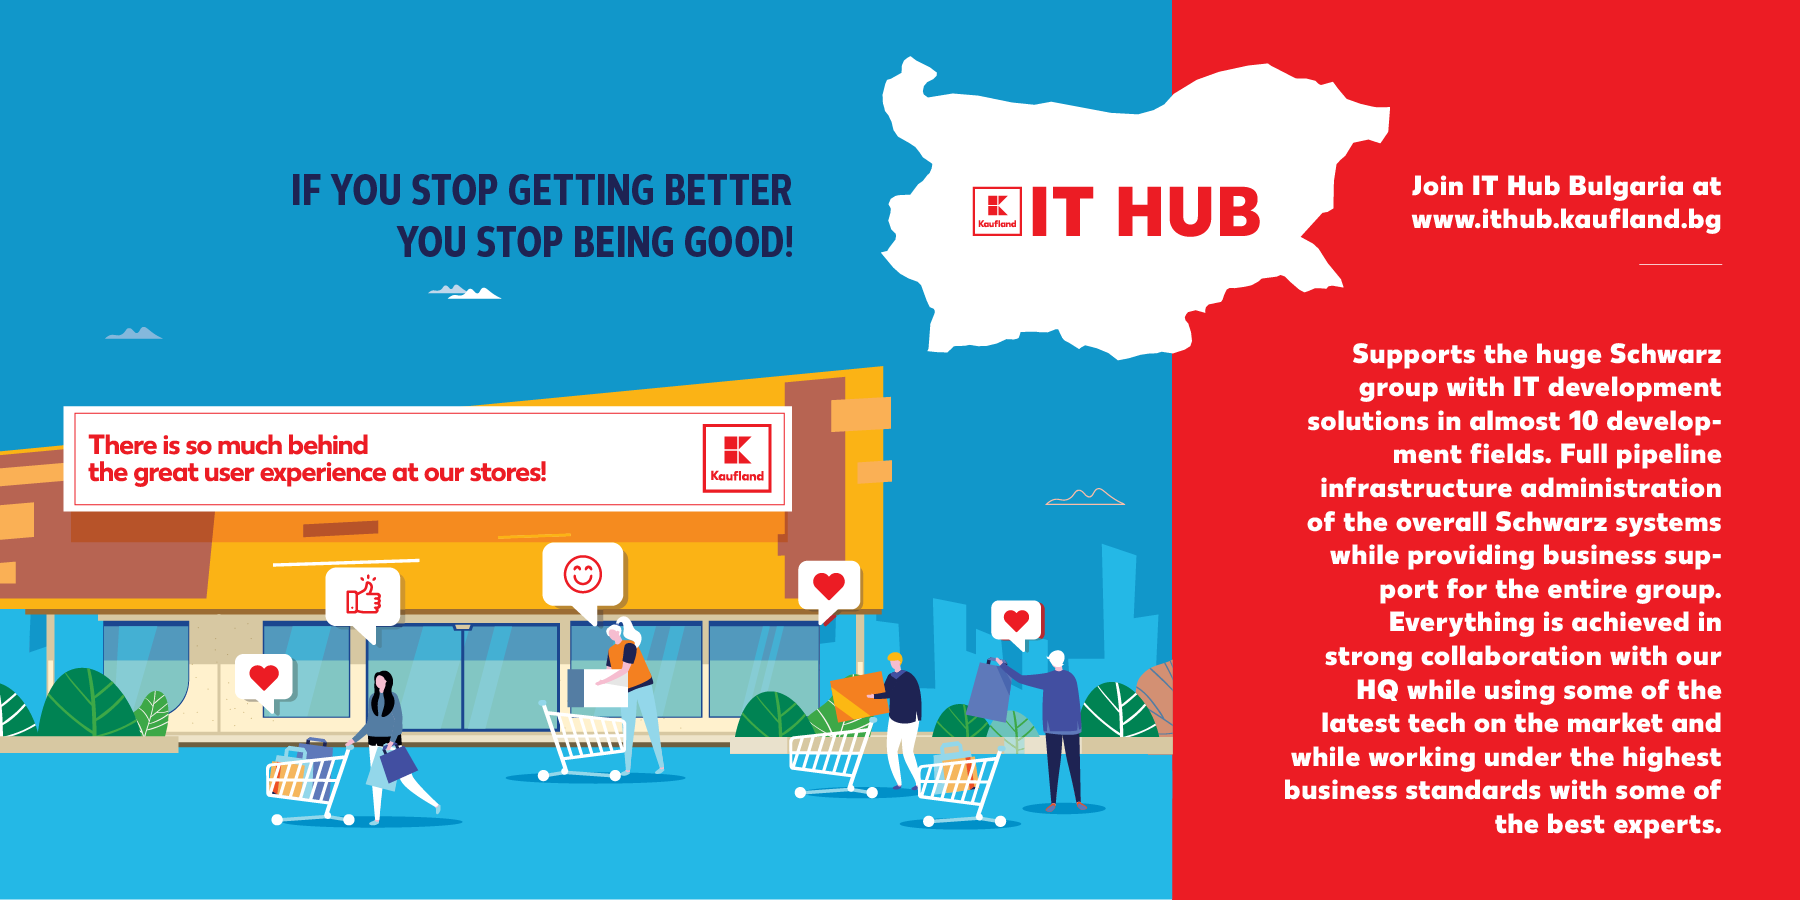 IF YOU STOP GETTING BETTER
YOU STOP BEING GOOD!
Kaufland
IT HUB
There is so much behind
the great user experience at our stores!
Kaufland
Join IT Hub Bulgaria at
www.ithub.kaufland.bg
Supports the huge Schwarz
group with IT development
solutions in almost 10 develop-
ment fields. Full pipeline
infrastructure administration
of the overall Schwarz systems
while providing business sup-
port for the entire group.
Everything is achieved in
strong collaboration with our
HQ while using some of the
latest tech on the market and
while working under the highest
business standards with some of
the best experts.